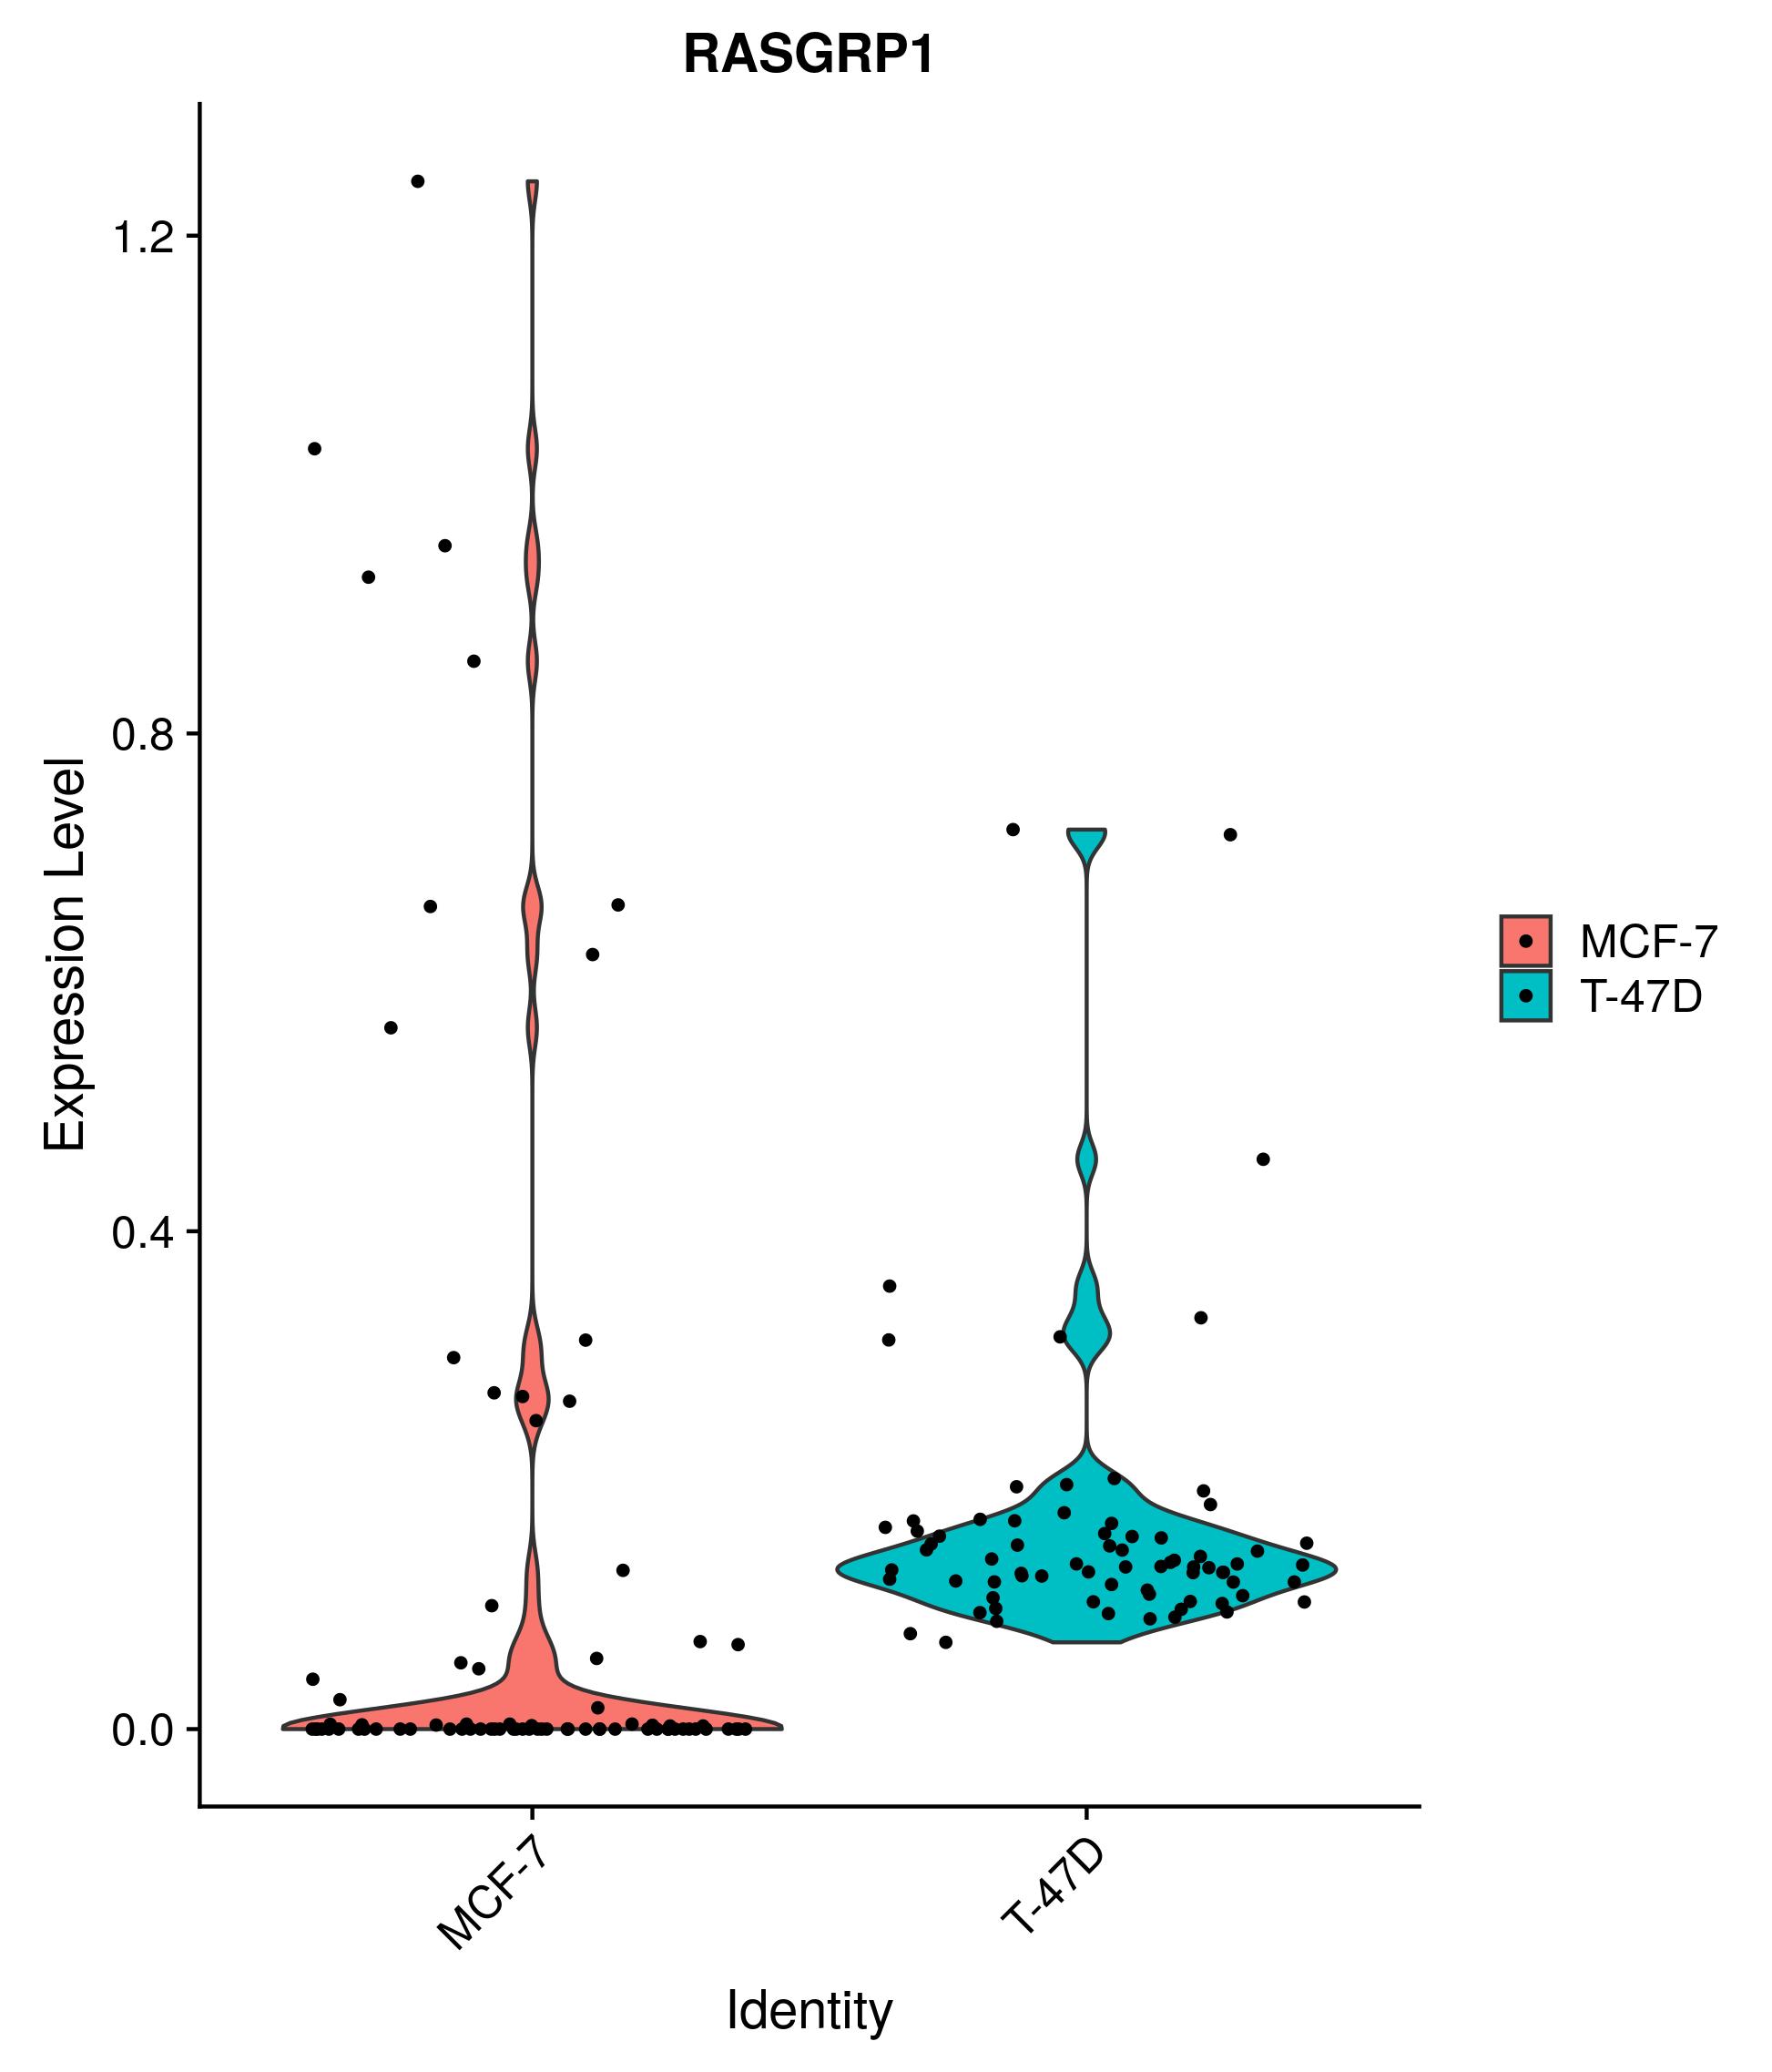 RASGRP1
Expression Level
1.2
0.8
0.4
0.0
MCF-7
T-47D
Identity
MCF-7
T-47D